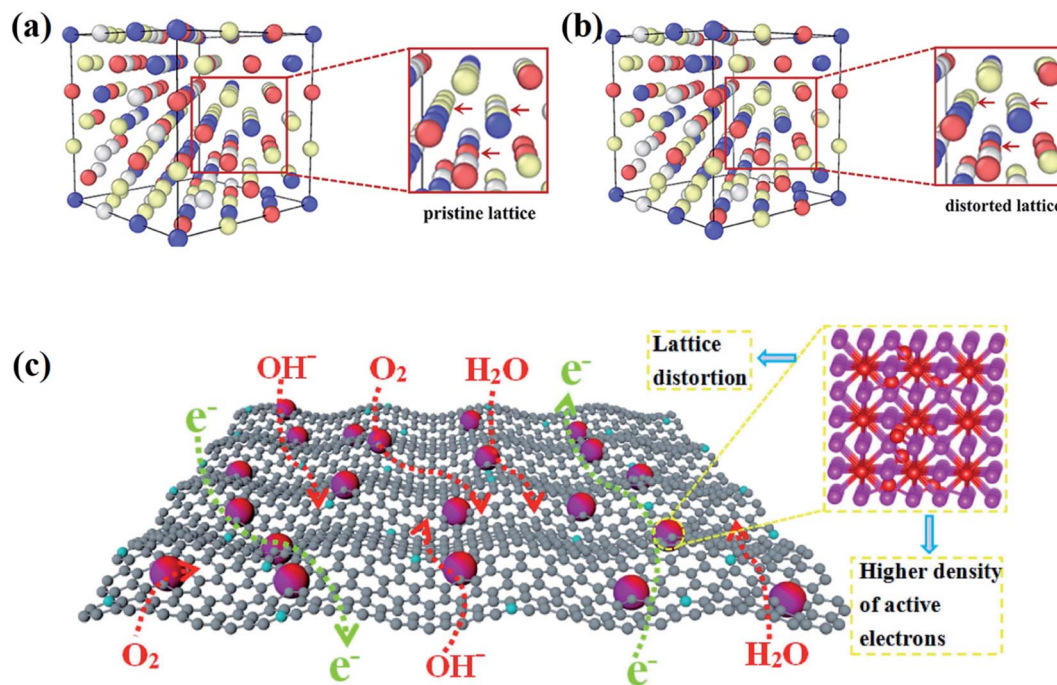 (a)
(b)
pristine lattice
distorted lattice
(c)
OH⁻
O₂
H₂O
e⁻
e⁻
Lattice
distortion
Higher density
of active
electrons
O₂
e⁻
OH⁻
e⁻
H₂O